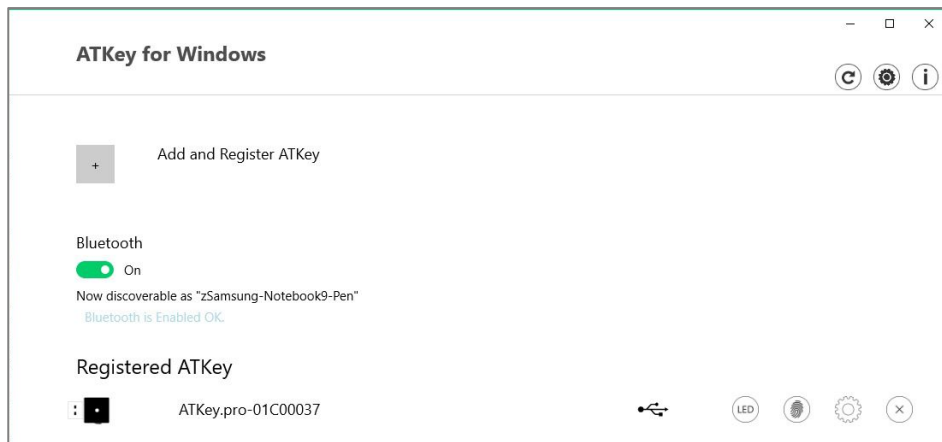 ATKey for Windows
+
Add and Register ATKey
Bluetooth
On
Now discoverable as "zSamsung-Notebook9-Pen"
Bluetooth is Enabled OK.
Registered ATKey
ATKey.pro-01C00037
LED